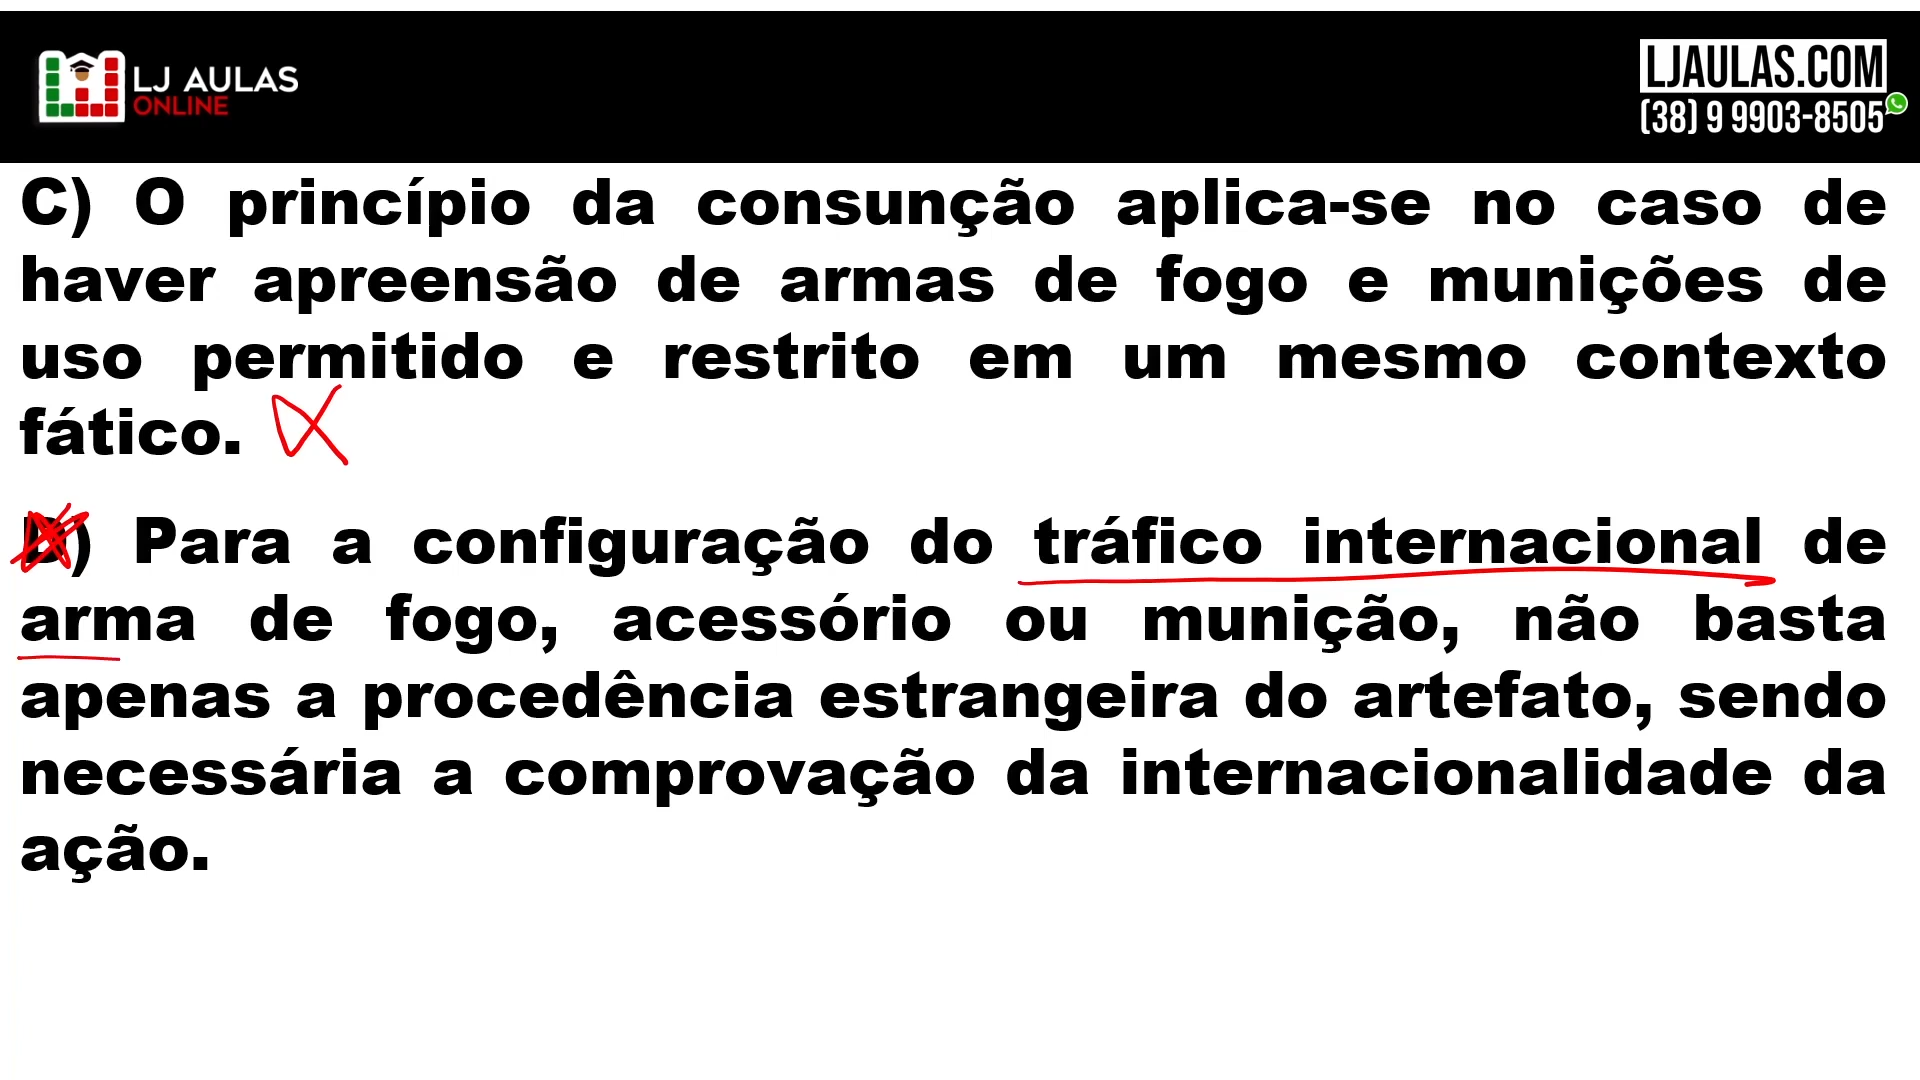 LJ AULAS
ONLINE
LJAULAS.COM
(38) 9 9903-8505
C) O princípio da consunção aplica-se no caso de
haver apreensão de armas de fogo e munições de
uso permitido e restrito em um mesmo contexto
fático.
D) Para a configuração do tráfico internacional de
arma de fogo, acessório ou munição, não basta
apenas a procedência estrangeira do artefato, sendo
necessária a comprovação da internacionalidade da
ação.